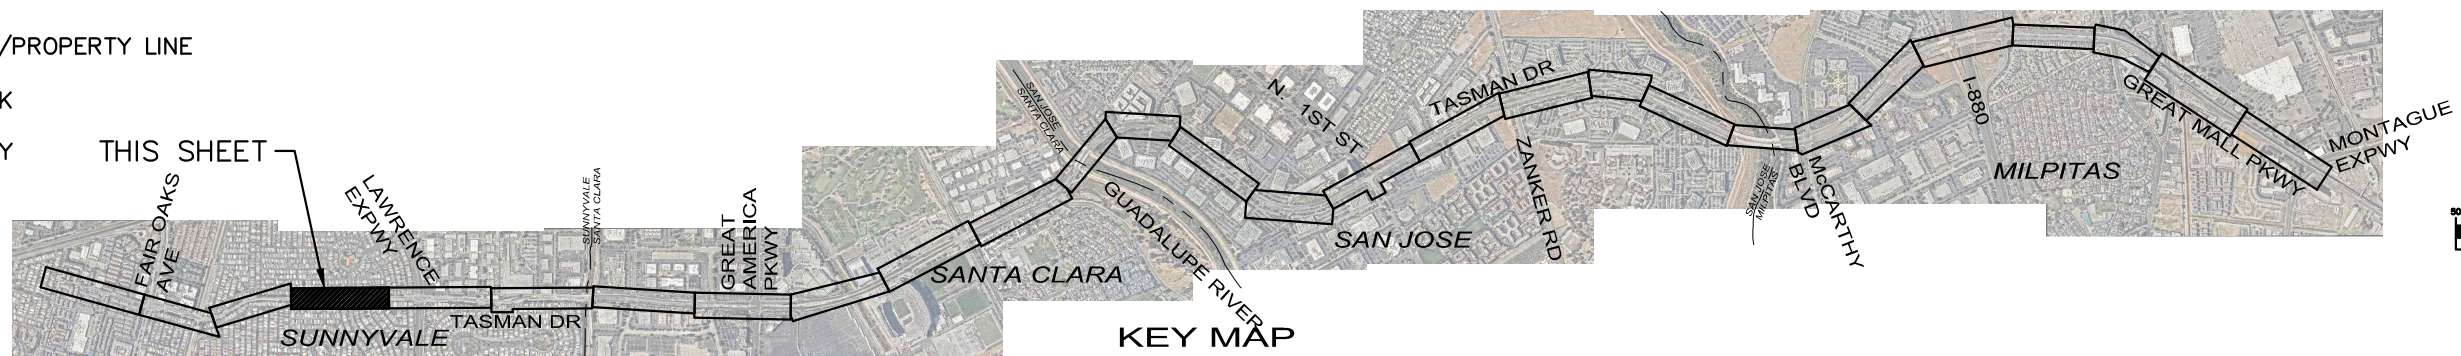 /PROPERTY LINE
K
Y
THIS SHEET
FAIR OAKS
AVE
LAWRENCE
EXPWY
SUNNYVALE
TASMAN DR
SUNNYVALE
SANTA CLARA
GREAT
AMERICA
PKWY
SANTA CLARA
SAN JOSE
SANTA CLARA
GUADALUPE RIVER
KEY MAP
N. 1ST ST
SAN JOSE
TASMAN DR
ZANKER RD
SAN JOSE
MILPITAS
McCARTHY
BLVD
I-880
MILPITAS
GREAT MALL PKWY
MONTAGUE
EXPWY
50